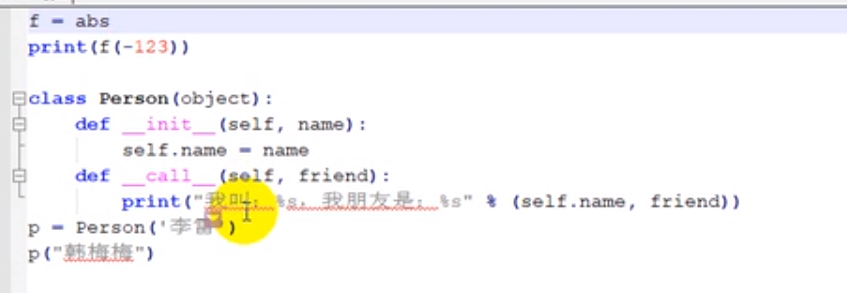 f = abs
print(f(-123))
class Person(object):
def __init__(self, name):
self.name = name
def __call__(self, friend):
print("我叫：%s，我朋友是：%s" % (self.name, friend))
p = Person('李雷')
p("韩梅梅")